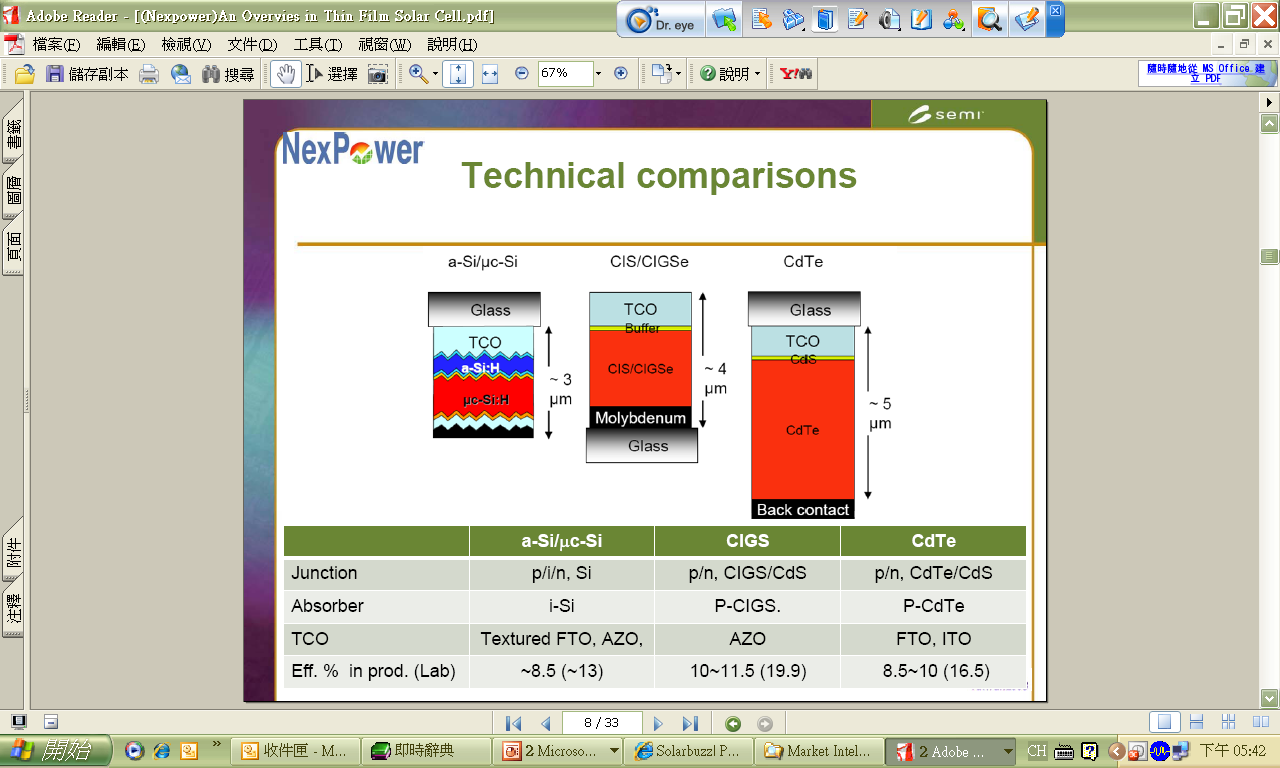 Adobe Reader - [(Nexpower)An Overvies in Thin Film Solar Cell.pdf]
Dr. eye
檔案(F) 編輯(E) 檢視(V) 文件(D) 工具(T) 視窗(W) 說明(H)
儲存副本 搜尋 選擇 67% 說明 Y!
隨時隨地從 MS Office 建
立 PDF
書籤
圖面
頁面
附件
注釋
semi
NexPower
Technical comparisons
a-Si/µc-Si CIS/CIGSe CdTe
Glass
TCO
a-Si:H
µc-Si:H
~ 3
µm
TCO
Buffer
CIS/CIGSe
Molybdenum
Glass
~ 4
µm
Glass
TCO
CdS
CdTe
Back contact
~ 5
µm
a-Si/µc-Si CIGS CdTe
Junction p/i/n, Si p/n, CIGS/CdS p/n, CdTe/CdS
Absorber i-Si P-CIGS. P-CdTe
TCO Textured FTO, AZO, AZO FTO, ITO
Eff. % in prod. (Lab) ~8.5 (~13) 10~11.5 (19.9) 8.5~10 (16.5)
8 / 33
開始 » 收件匣 - M... 即時辭典 2 Microso... Solarbuzz | P... Market Intel... 2 Adobe ... CH 下午 05:42